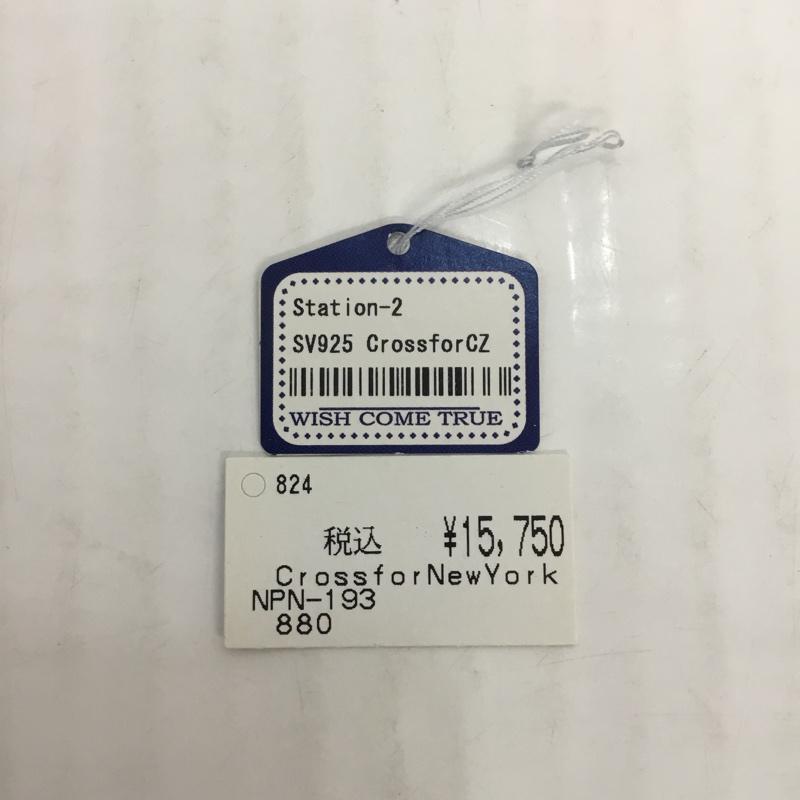 Station-2
SV925 CrossforCZ
WISH COME TRUE
824
税込 ¥15,750
CrossforNewYork
NPN-193
880